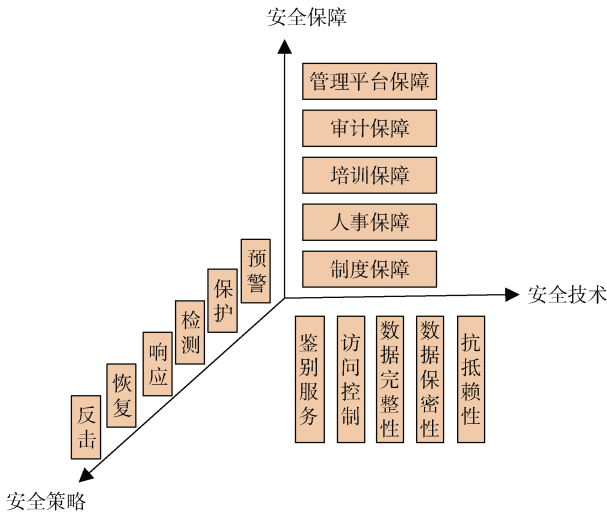 安全保障
管理平台保障
审计保障
培训保障
人事保障
制度保障
预警
保护
检测
响应
恢复
反击
安全技术
鉴别服务
访问控制
数据完整性
数据保密性
抗抵赖性
安全策略